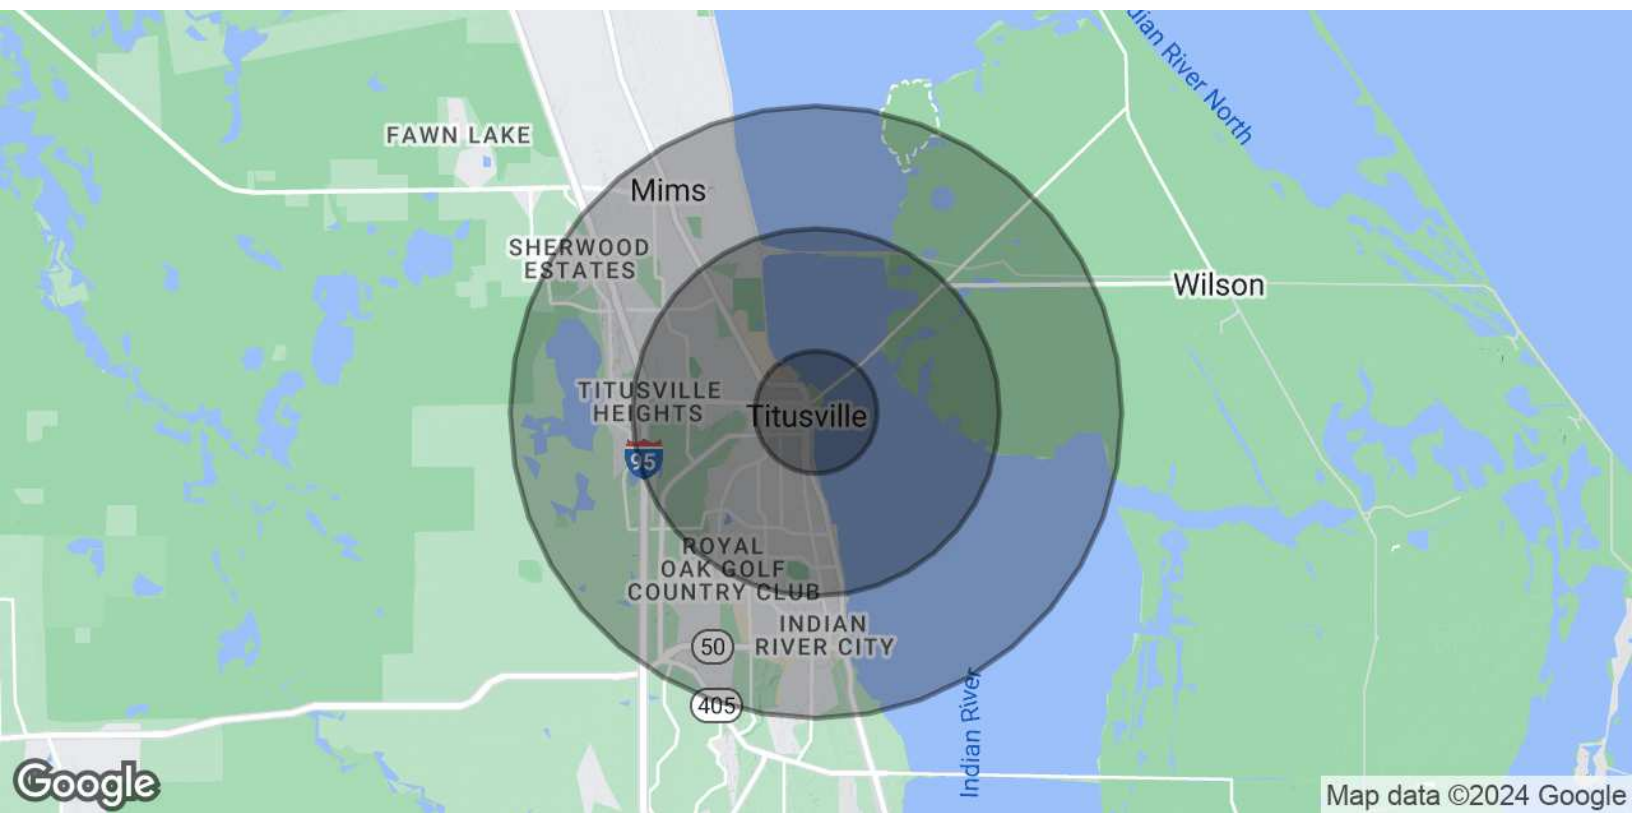 dian River North
FAWN LAKE
Mims
SHERWOOD
ESTATES
Wilson
TITUSVILLE
HEIGHTS
Titusville
95
ROYAL
OAK GOLF
COUNTRY CLUB
INDIAN
RIVER CITY
50
405
Indian River
Google
Map data ©2024 Google